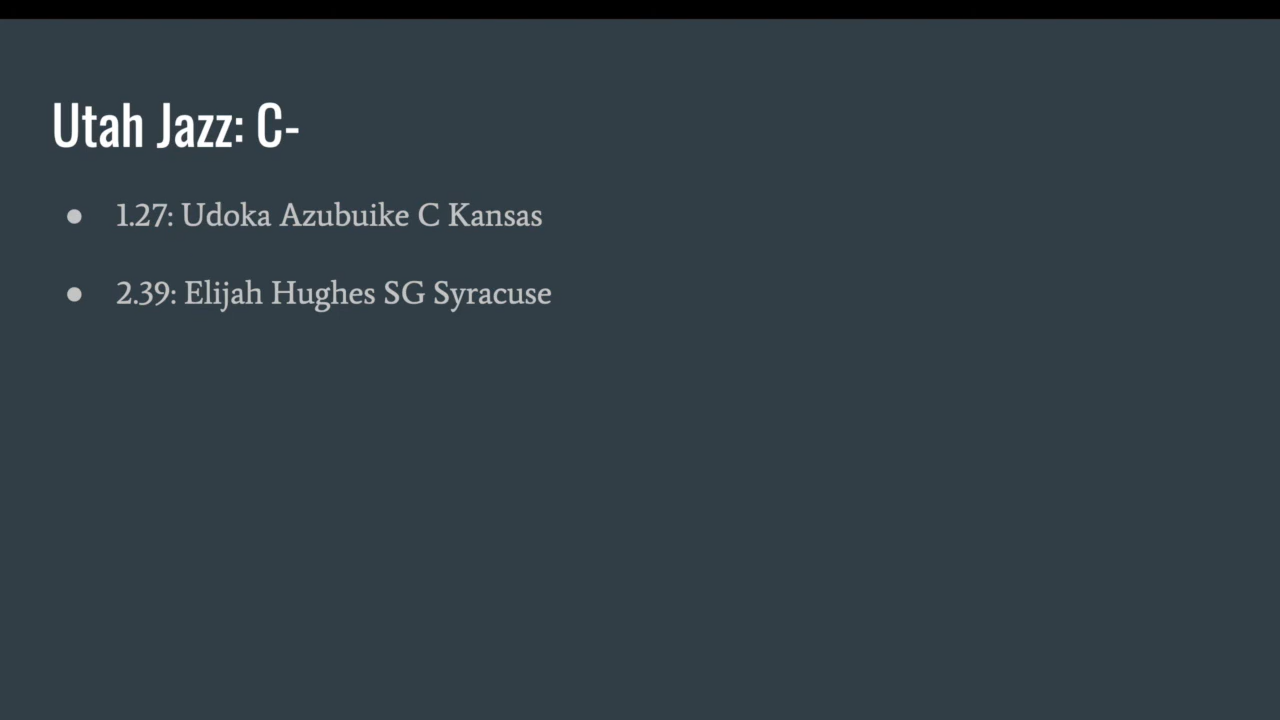 Utah Jazz: C-
● 1.27: Udoka Azubuike C Kansas
● 2.39: Elijah Hughes SG Syracuse